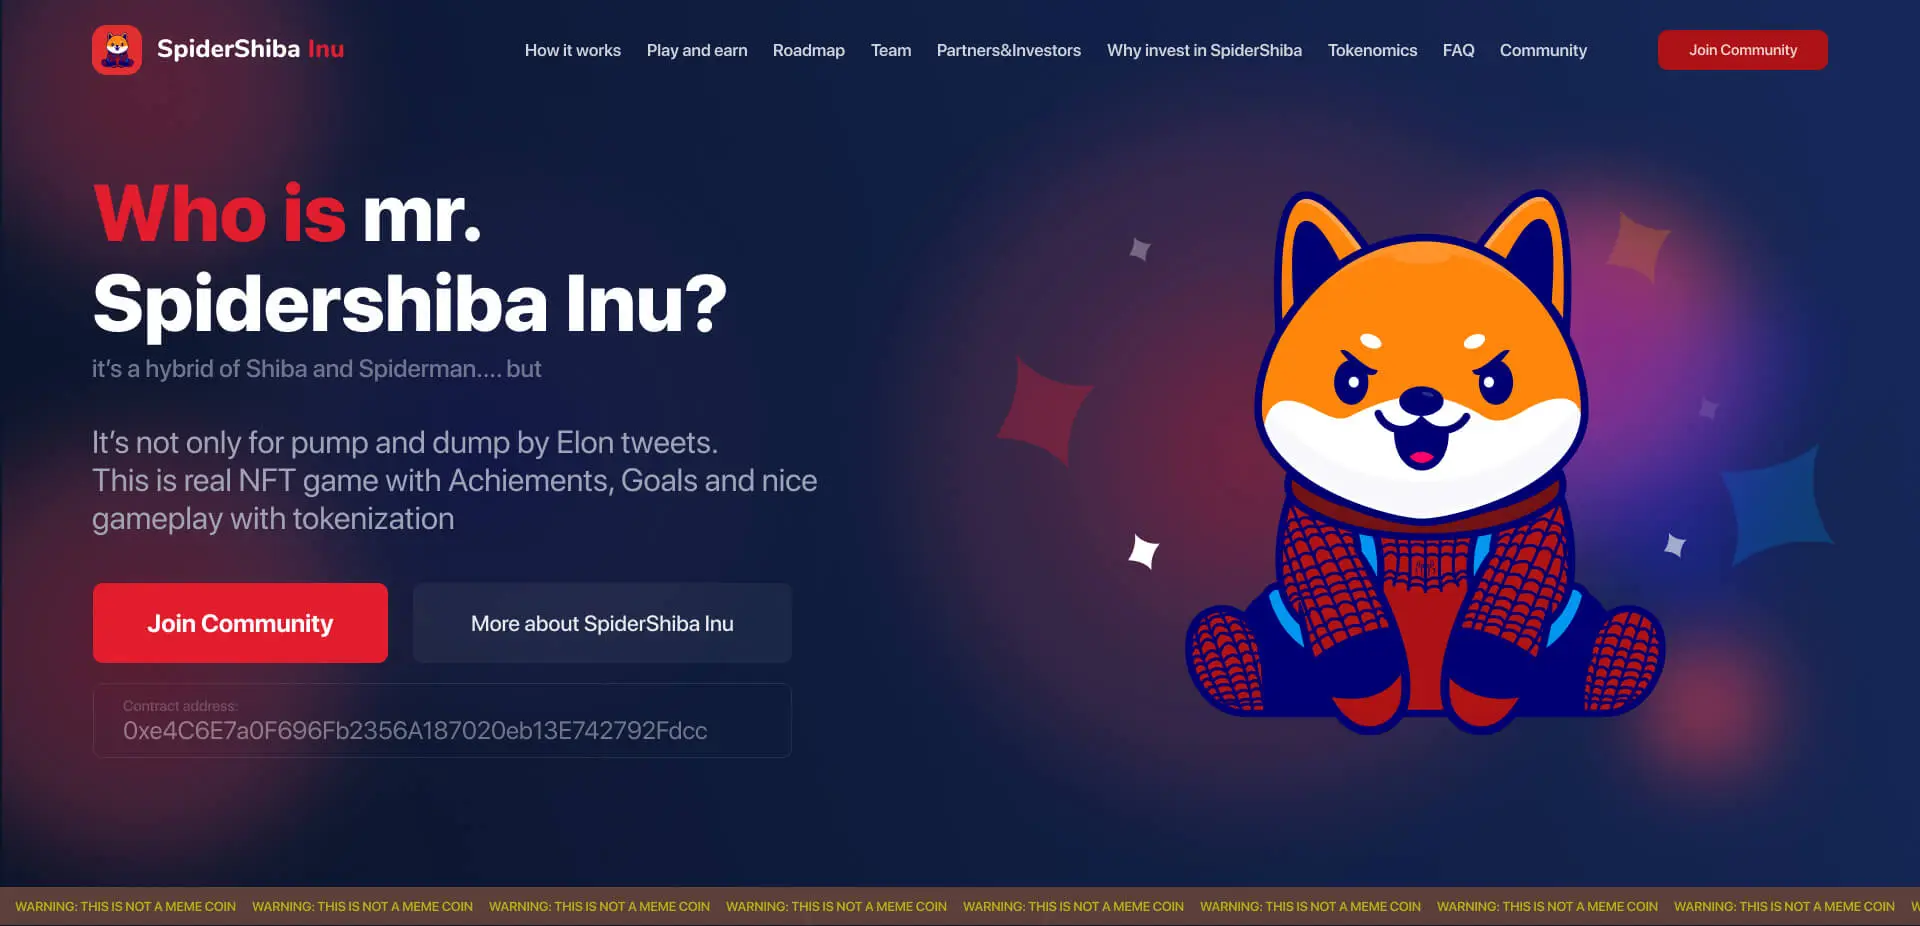 SpiderShiba Inu
How it works
Play and earn
Roadmap
Team
Partners&Investors
Why invest in SpiderShiba
Tokenomics
FAQ
Community
Join Community
Who is mr.
Spidershiba Inu?
it's a hybrid of Shiba and Spiderman.... but
It's not only for pump and dump by Elon tweets.
This is real NFT game with Achiements, Goals and nice
gameplay with tokenization
Join Community
More about SpiderShiba Inu
Contract address:
0xe4C6E7a0F696Fb2356A187020eb13E742792Fdcc
WARNING: THIS IS NOT A MEME COIN WARNING: THIS IS NOT A MEME COIN WARNING: THIS IS NOT A MEME COIN WARNING: THIS IS NOT A MEME COIN WARNING: THIS IS NOT A MEME COIN WARNING: THIS IS NOT A MEME COIN WARNING: THIS IS NOT A MEME COIN WARNING: THIS IS NOT A MEME COIN